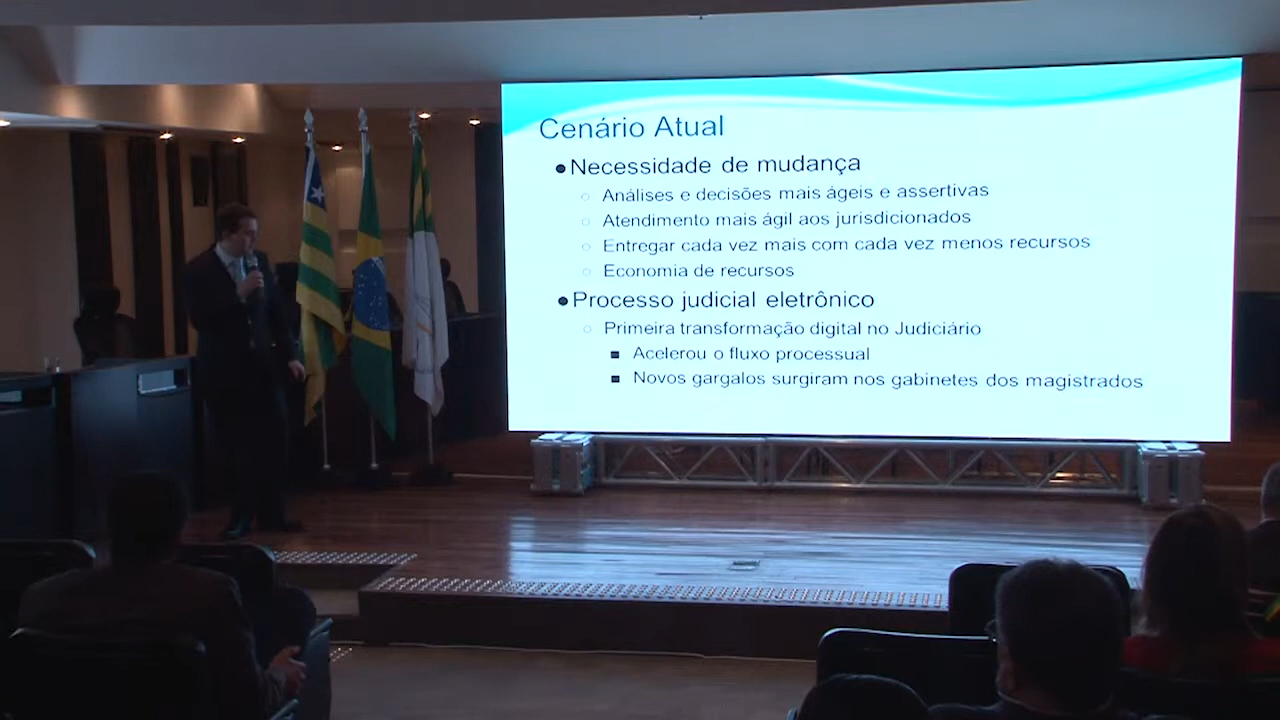 Cenário Atual
●Necessidade de mudança
○ Análises e decisões mais ágeis e assertivas
○ Atendimento mais ágil aos jurisdicionados
○ Entregar cada vez mais com cada vez menos recursos
○ Economia de recursos
●Processo judicial eletrônico
○ Primeira transformação digital no Judiciário
■ Acelerou o fluxo processual
■ Novos gargalos surgiram nos gabinetes dos magistrados